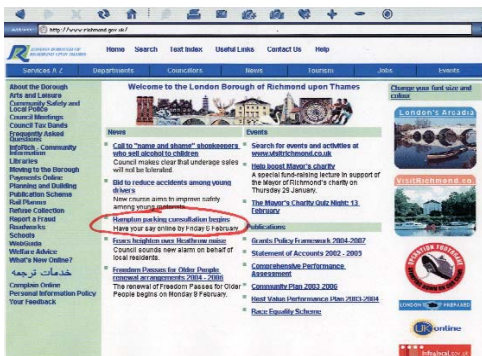 http://www.richmond.gov.uk/
LONDON BOROUGH OF
RICHMOND UPON THAMES
Home Search Text Index Useful Links Contact Us Help
Services A-Z Departments Councillors News Tourism Jobs Events
About the Borough
Arts and Leisure
Community Safety and
Local Police
Council Meetings
Council Tax Bands
Frequently Asked
Questions
InfoRich - Community
Information
Libraries
Moving to the Borough
Payments Online
Planning and Building
Publication Scheme
Rail Planner
Refuse Collection
Report a Fraud
Roadworks
Schools
WebGuide
Welfare Advice
What's New Online?
خدمات ترجمه
Complain Online
Personal Information Policy
Your Feedback
Welcome to the London Borough of Richmond upon Thames
News
Call to "name and shame" shopkeepers
who sell alcohol to children
Council makes clear that underage sales
will not be tolerated.
Bid to reduce accidents among young
drivers
New course aims to improve safety
among young motorists
Hampton parking consultation begins
Have your say online by Friday 6 February
Fears heighten over Heathrow noise
Council sounds new alarm on behalf of
local residents.
Freedom Passes for Older People
renewal arrangements 2004 - 2006
The renewal of Freedom Passes for Older
People begins on Monday 9 February.
Events
Search for events and activities at
www.visitrichmond.co.uk
Help boost Mayor's charity
A special fund-raising lecture in support of
the Mayor of Richmond's charity on
Thursday 29 January.
The Mayor's Charity Quiz Night: 13
February
Publications
Grants Policy Framework 2004-2007
Statement of Accounts 2002 - 2003
Comprehensive Performance
Assessment
Community Plan 2003 2006
Best Value Performance Plan 2003-2004
Race Equality Scheme
Change your font size and
colour
London's Arcadia
VisitRichmond.co.
LONDON PREPARED
UK online
infoalocal.gov.uk